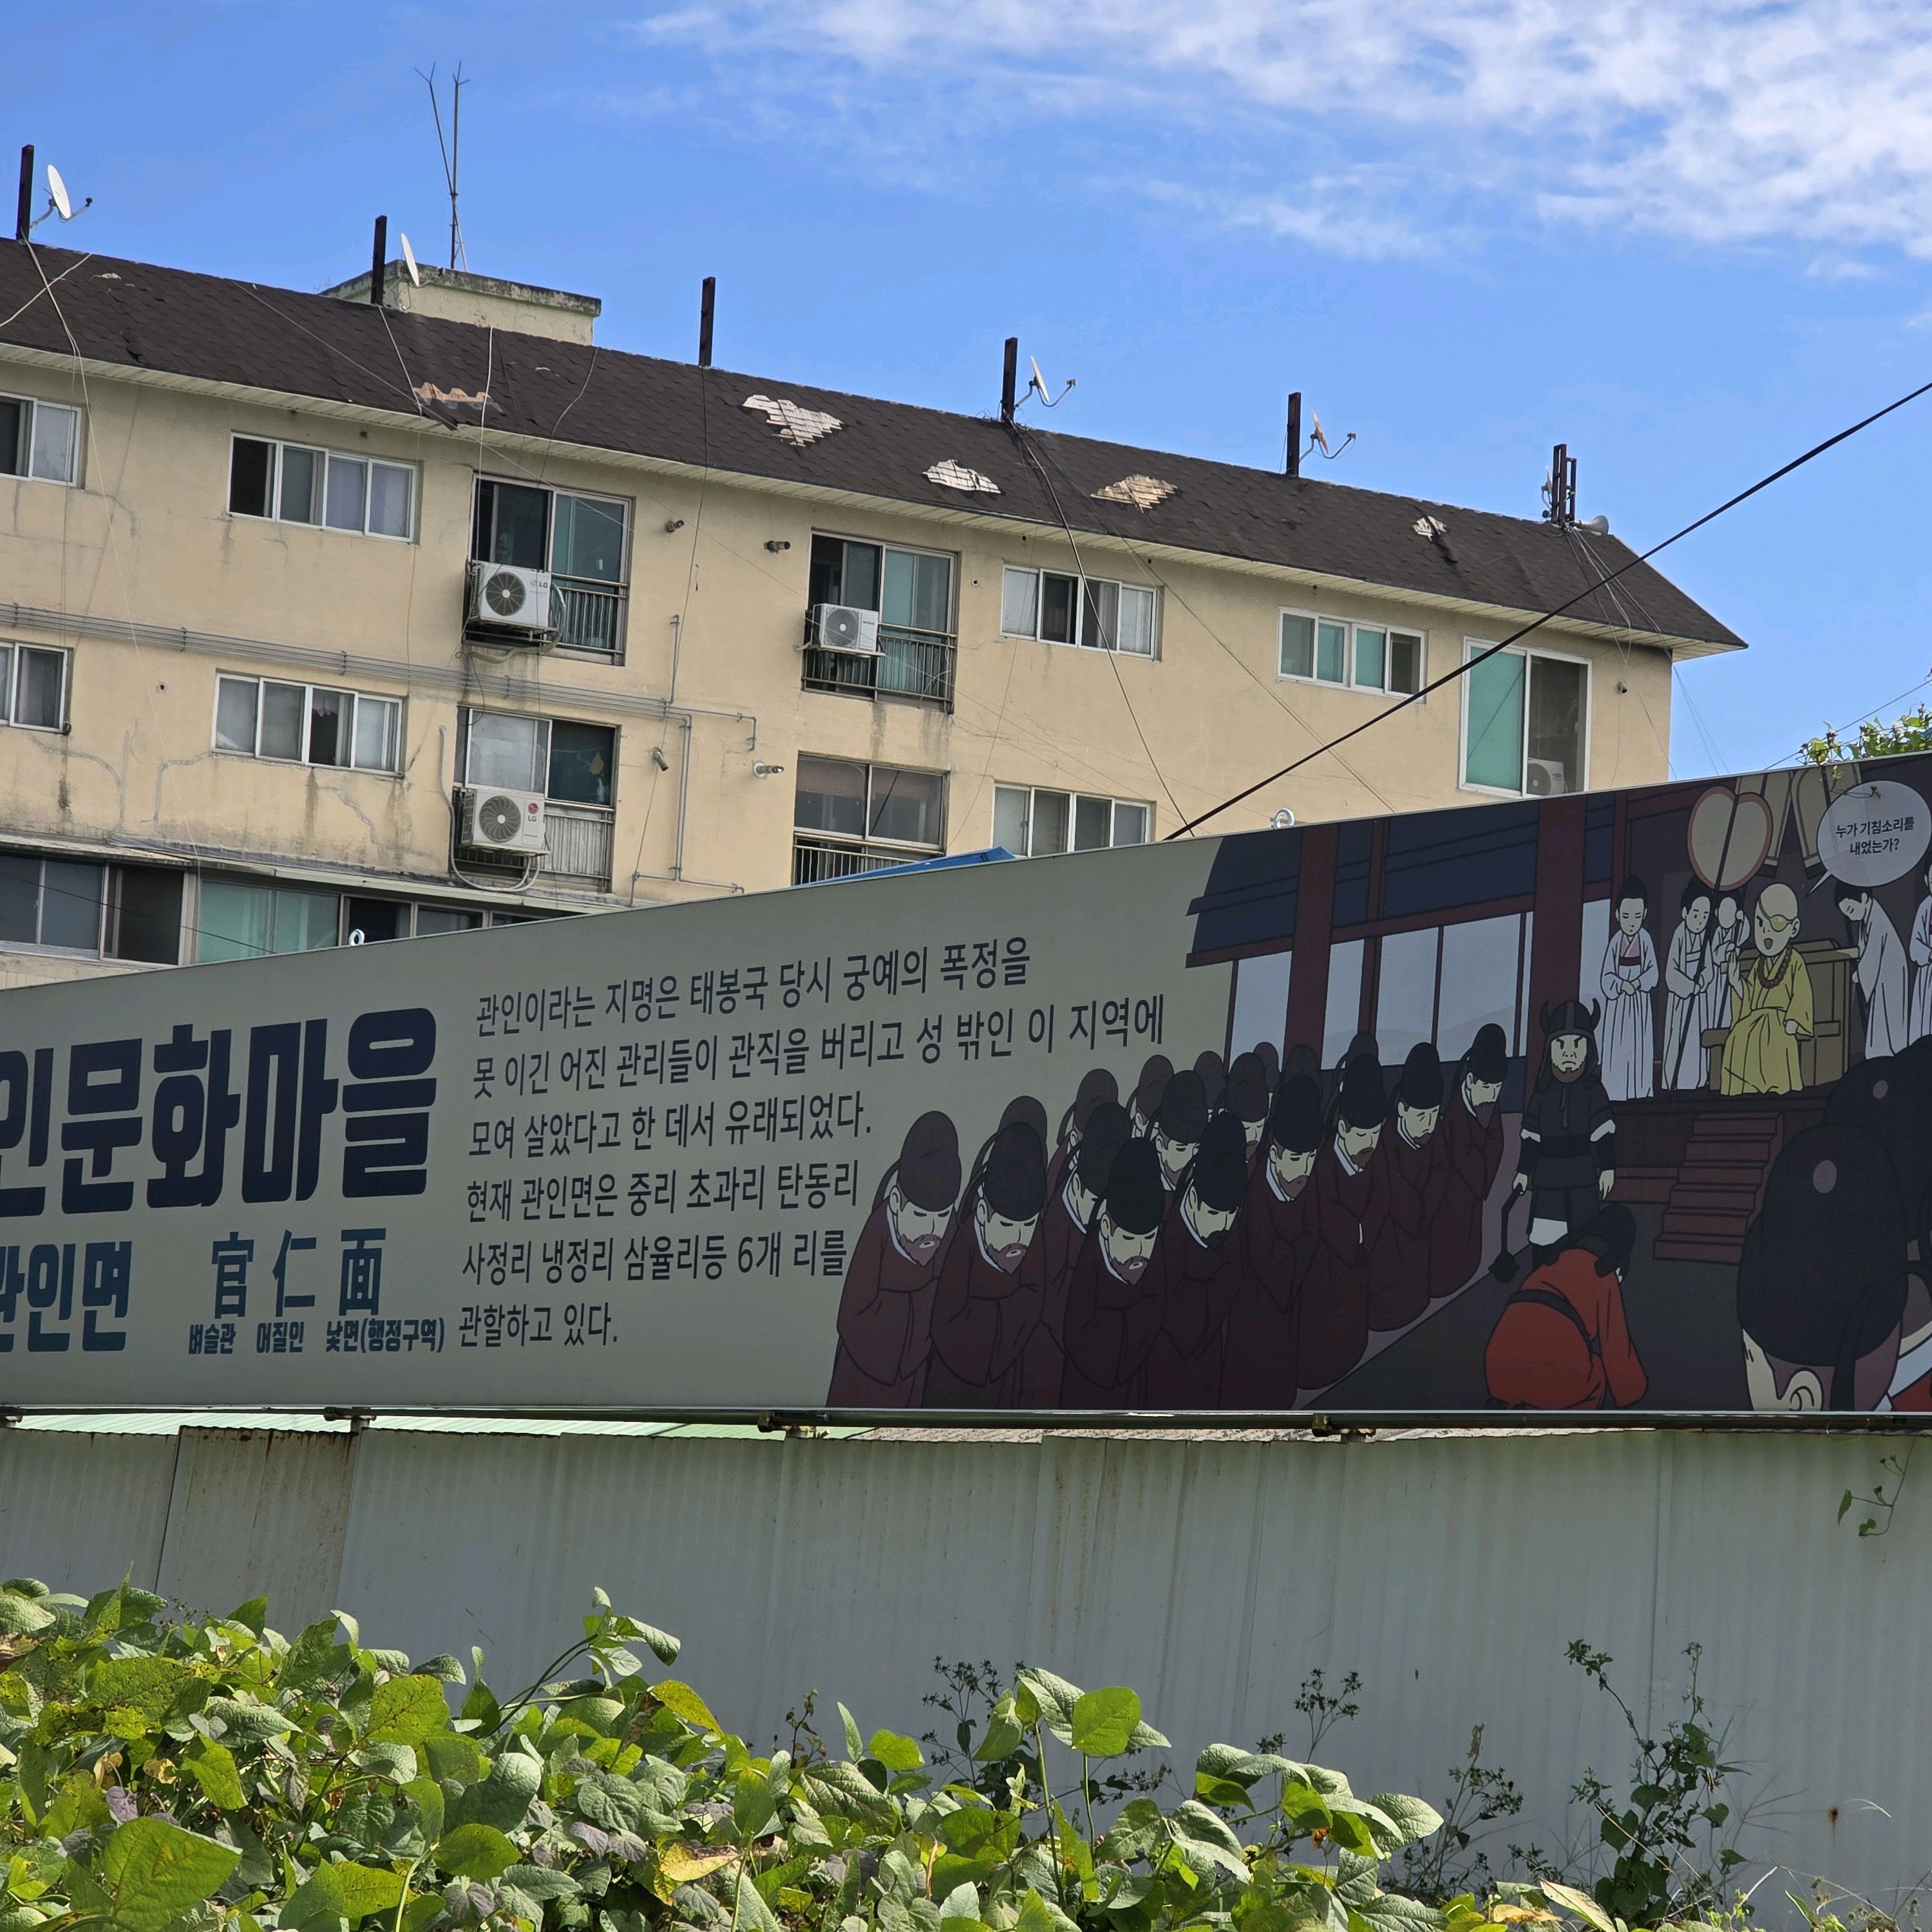 인문화마을
관인면
官仁面
벼슬관 어질인 낯면(행정구역)
관인이라는 지명은 태봉국 당시 궁예의 폭정을
못 이긴 어진 관리들이 관직을 버리고 성 밖인 이 지역에
모여 살았다고 한 데서 유래되었다.
현재 관인면은 중리 초과리 탄동리
사정리 냉정리 삼율리등 6개 리를
관할하고 있다.
누가 기침소리를
내었는가?
LG
LG